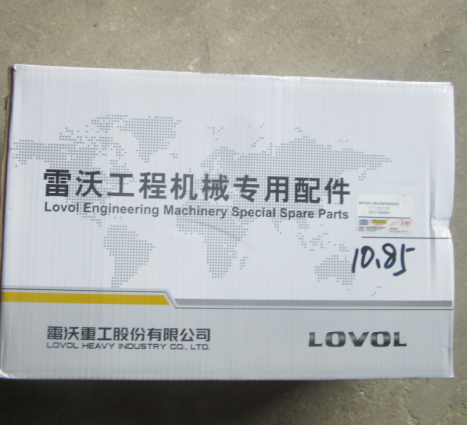 雷沃工程机械专用配件
Lovol Engineering Machinery Special Spare Parts
10.85
雷沃重工股份有限公司
LOVOL HEAVY INDUSTRY CO., LTD.
LOVOL